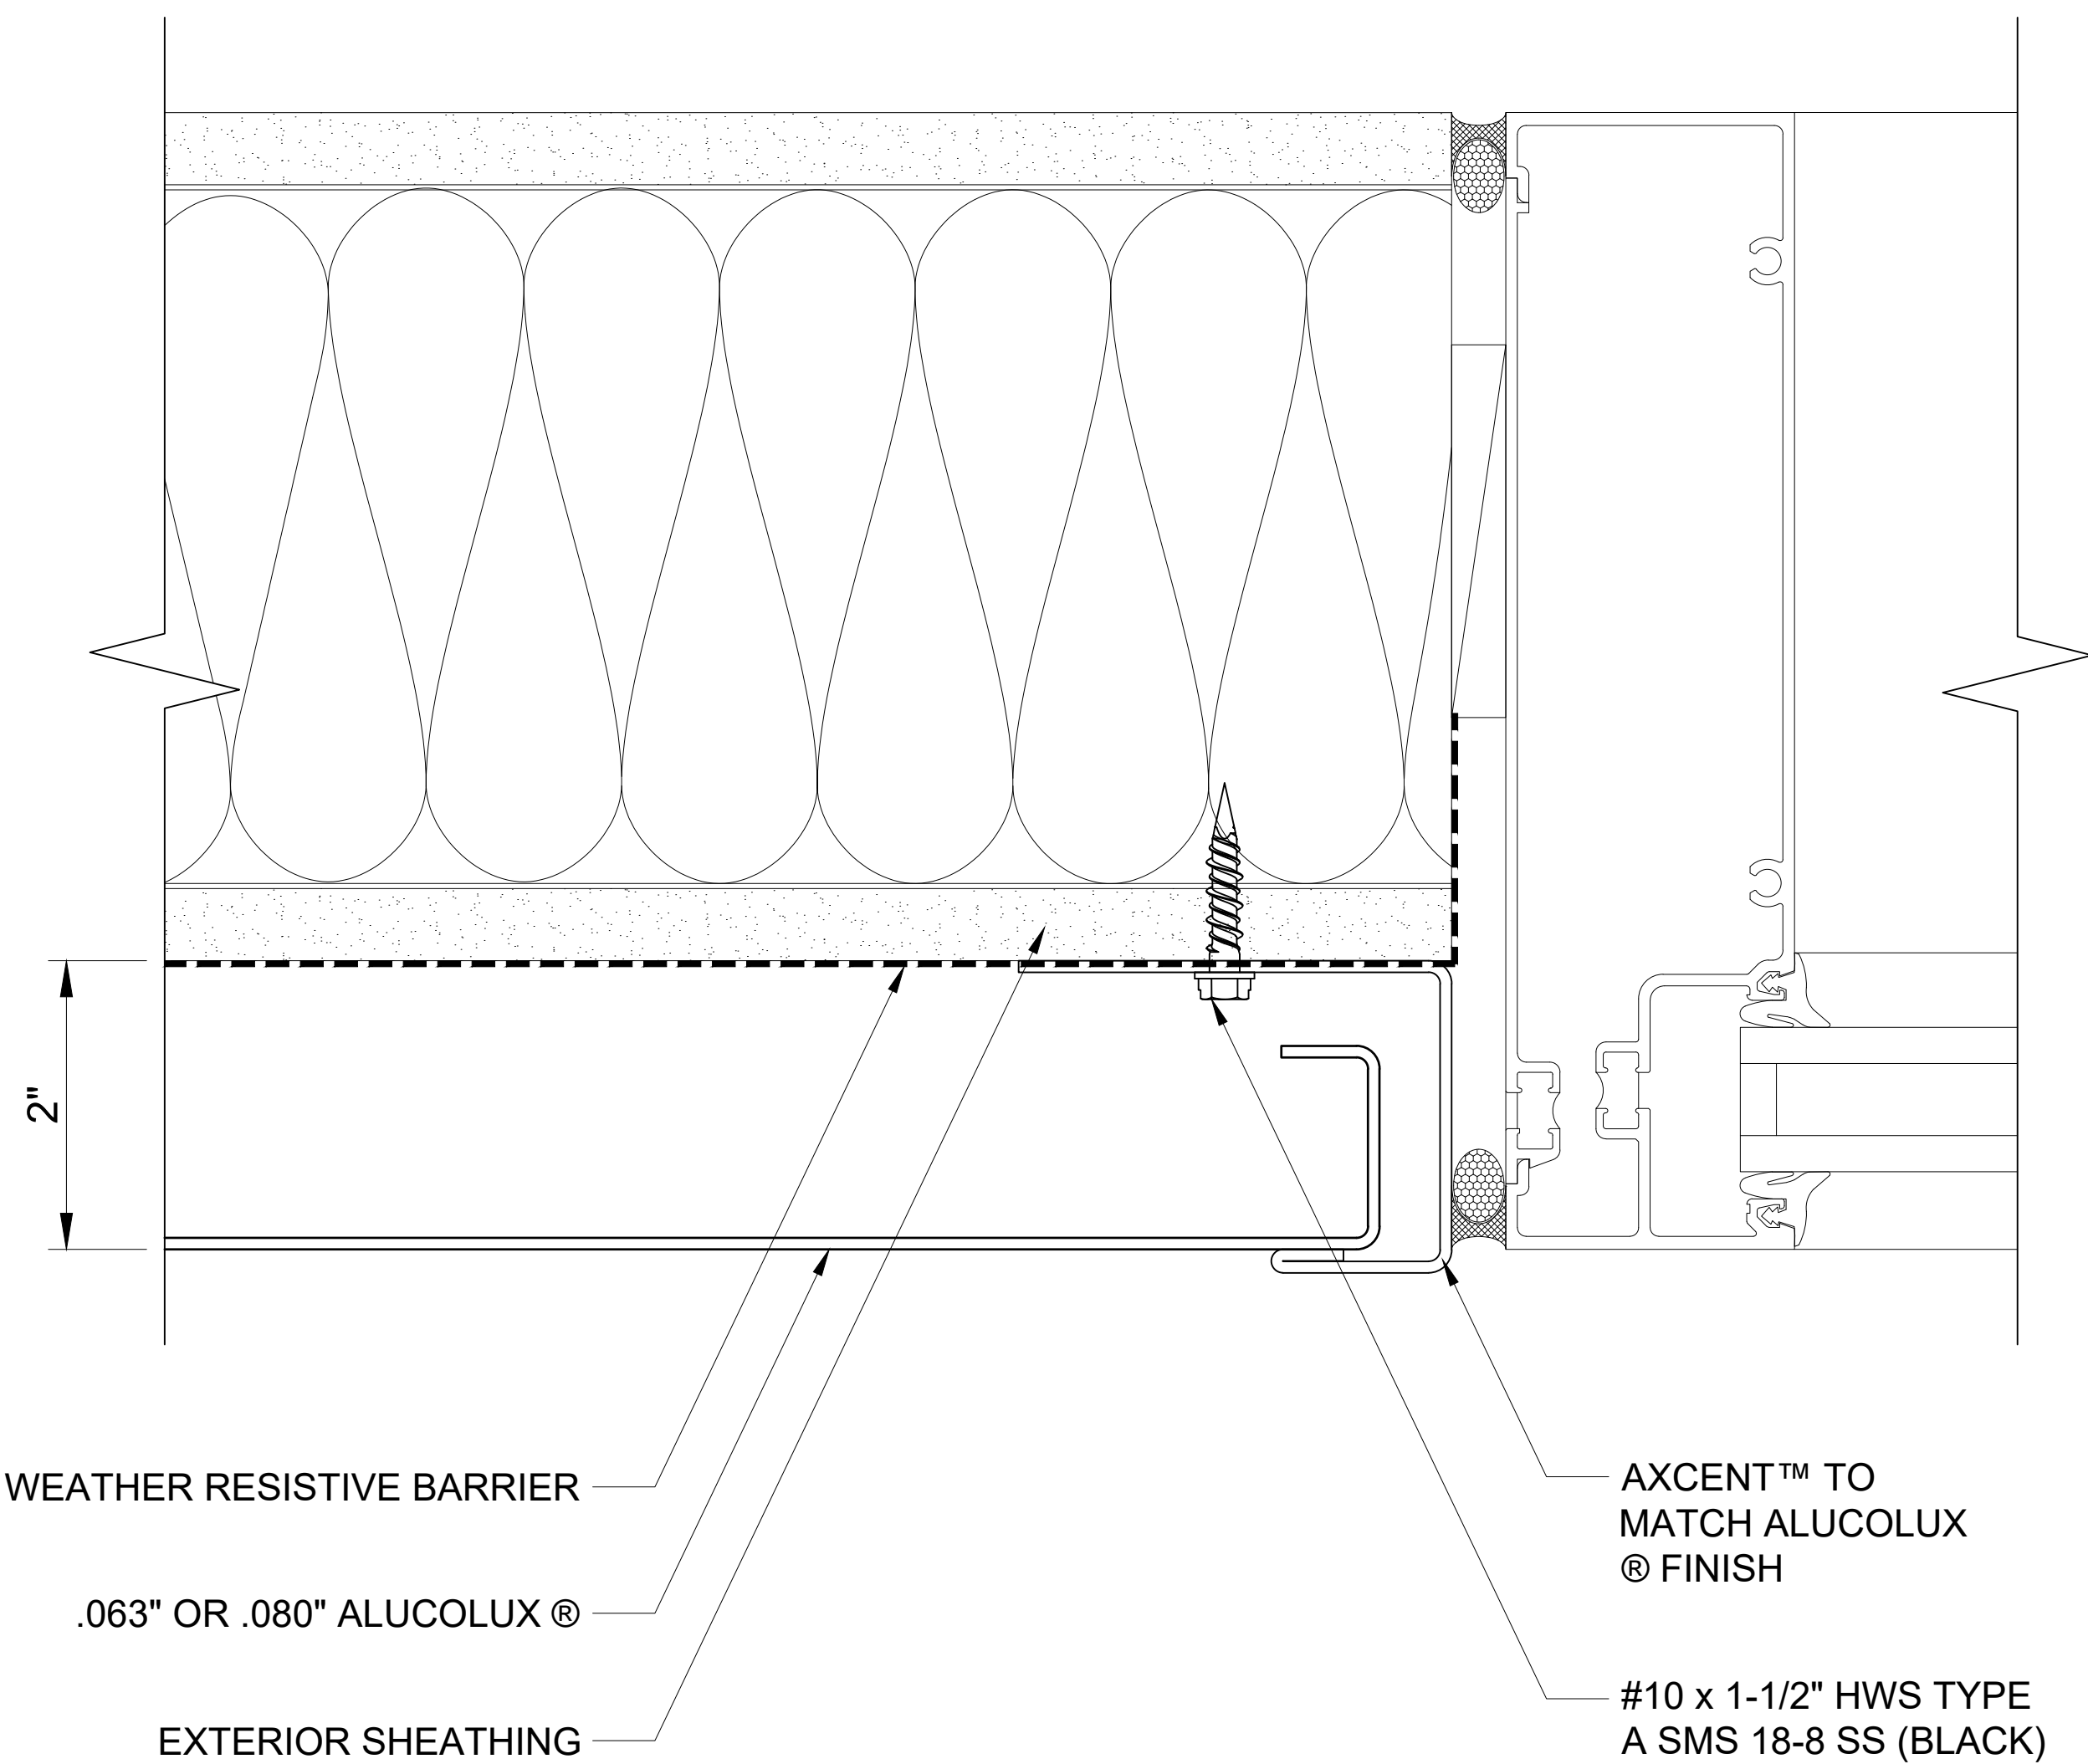 2"
WEATHER RESISTIVE BARRIER
.063" OR .080" ALUCOLUX ®
EXTERIOR SHEATHING
AXCENT™ TO
MATCH ALUCOLUX
® FINISH
#10 x 1-1/2" HWS TYPE
A SMS 18-8 SS (BLACK)